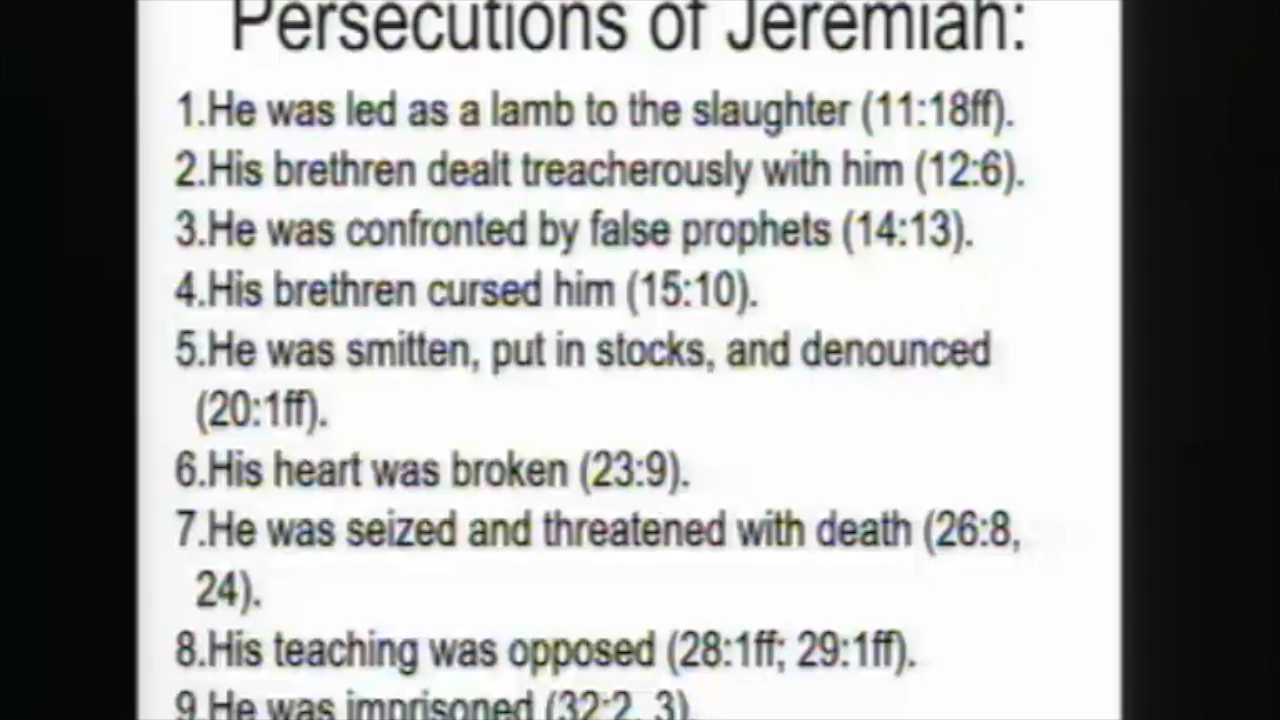 Persecutions of Jeremiah:
1.He was led as a lamb to the slaughter (11:18ff).
2.His brethren dealt treacherously with him (12:6).
3.He was confronted by false prophets (14:13).
4.His brethren cursed him (15:10).
5.He was smitten, put in stocks, and denounced
(20:1ff).
6.His heart was broken (23:9).
7.He was seized and threatened with death (26:8,
24).
8.His teaching was opposed (28:1ff; 29:1ff).
9.He was imprisoned (32:2, 3).